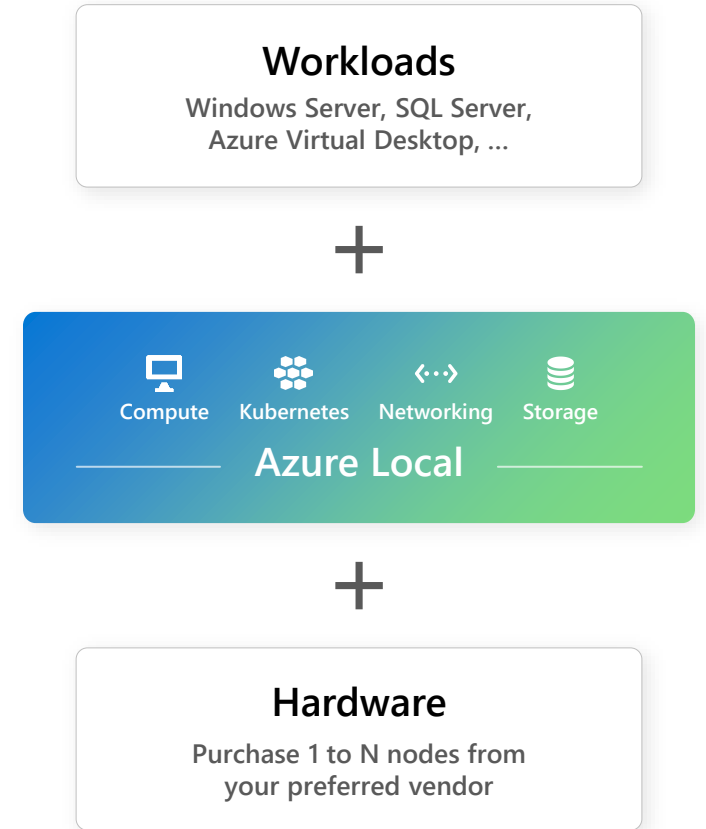 Workloads
Windows Server, SQL Server,
Azure Virtual Desktop, ...
+
Compute Kubernetes Networking Storage
Azure Local
+
Hardware
Purchase 1 to N nodes from
your preferred vendor